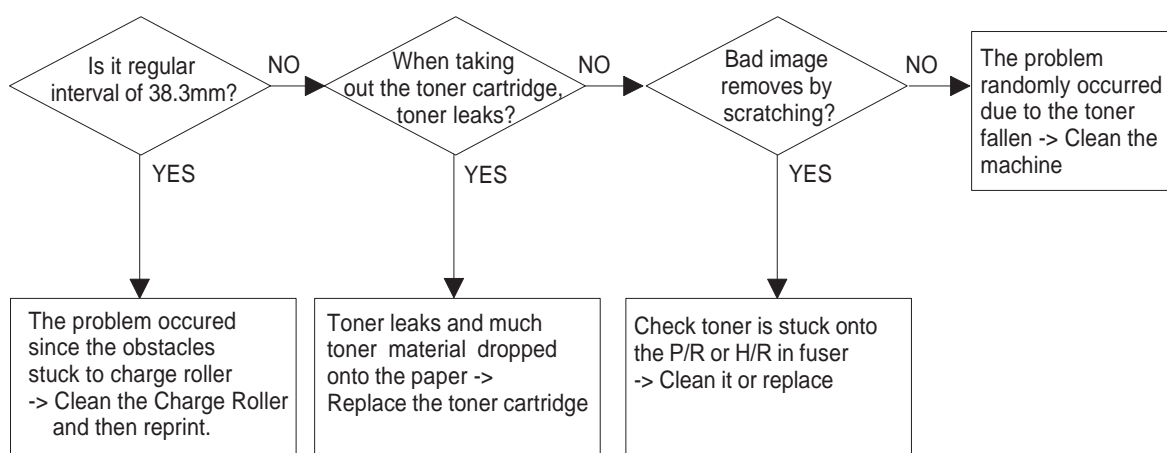 Is it regular
interval of 38.3mm?
NO
When taking
out the toner cartridge,
toner leaks?
NO
Bad image
removes by
scratching?
NO
The problem
randomly occurred
due to the toner
fallen -> Clean the
machine
YES
YES
YES
The problem occured
since the obstacles
stuck to charge roller
-> Clean the Charge Roller
and then reprint.
Toner leaks and much
toner material dropped
onto the paper ->
Replace the toner cartridge
Check toner is stuck onto
the P/R or H/R in fuser
-> Clean it or replace